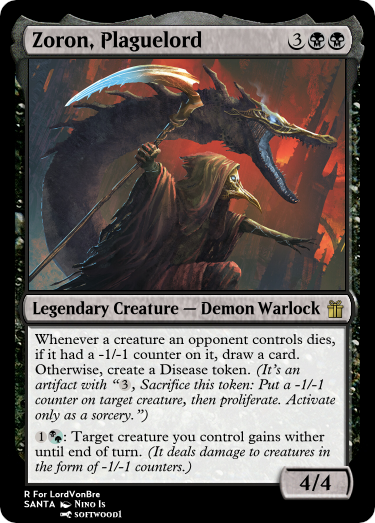 Zoron, Plaguelord 3
Legendary Creature — Demon Warlock
Whenever a creature an opponent controls dies,
if it had a -1/-1 counter on it, draw a card.
Otherwise, create a Disease token. (It's an
artifact with “3, Sacrifice this token: Put a -1/-1
counter on target creature, then proliferate. Activate
only as a sorcery.”)
1: Target creature you control gains wither
until end of turn. (It deals damage to creatures in
the form of -1/-1 counters.)
4/4
R For LordVonBre
SANTA Nino Is
softwood1